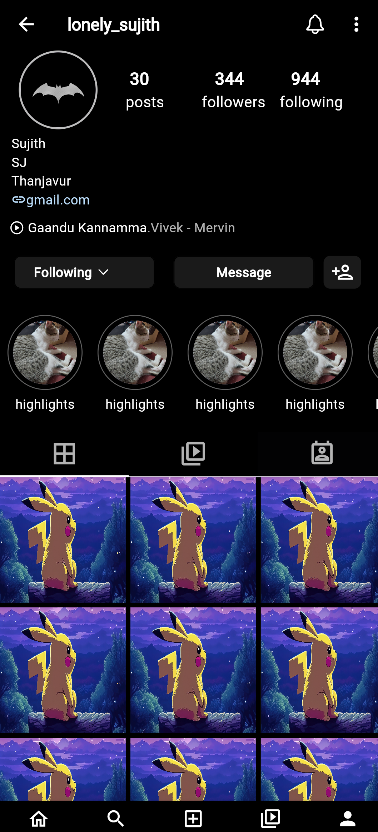 lonely_sujith
30 344 944
posts followers following
Sujith
SJ
Thanjavur
gmail.com
Gaandu Kannamma.Vivek - Mervin
Following Message
highlights highlights highlights highlights